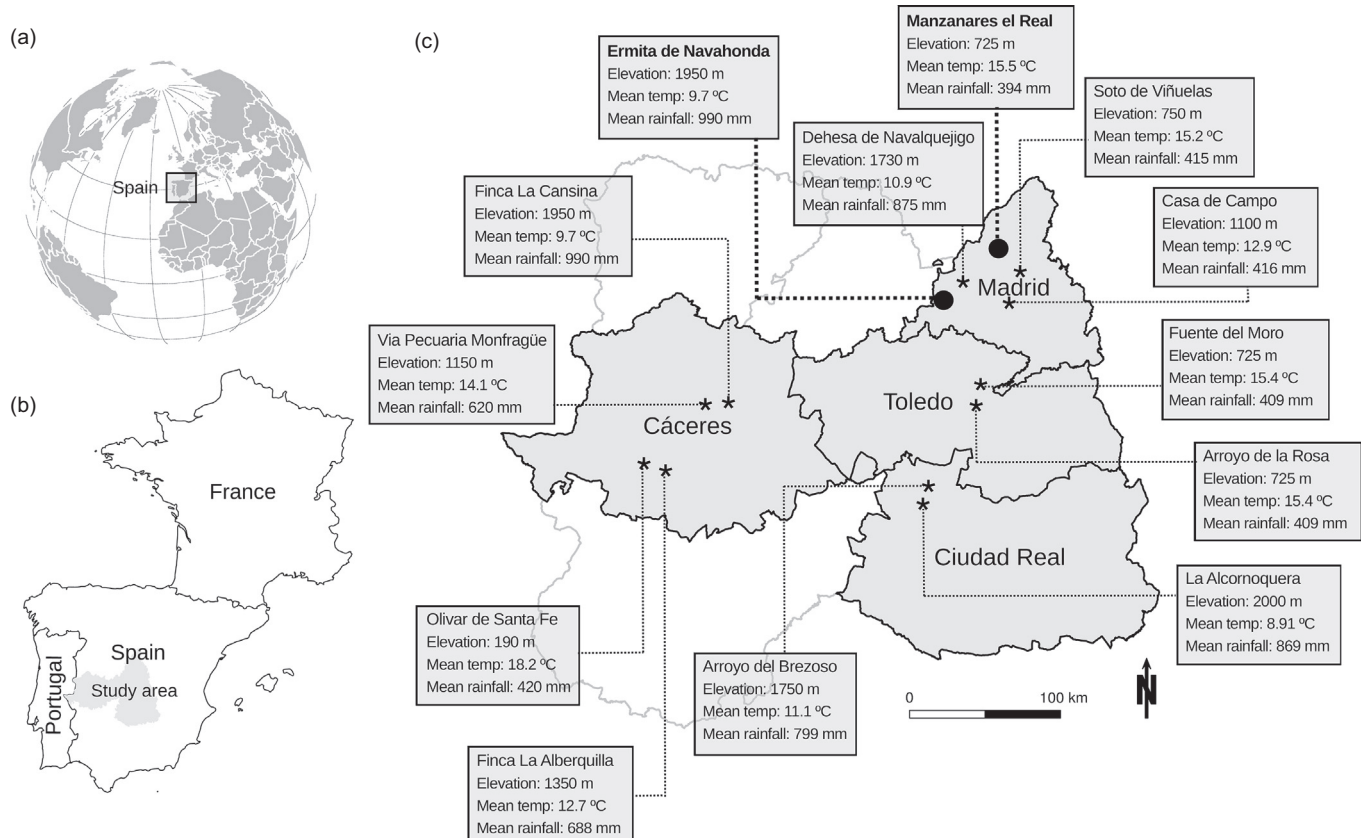 (a)
Spain
(b)
France
Spain
Study area
Portugal
(c)
Ermita de Navahonda
Elevation: 1950 m
Mean temp: 9.7 ºC
Mean rainfall: 990 mm
Manzanares el Real
Elevation: 725 m
Mean temp: 15.5 ºC
Mean rainfall: 394 mm
Soto de Viñuelas
Elevation: 750 m
Mean temp: 15.2 ºC
Mean rainfall: 415 mm
Dehesa de Navalquejigo
Elevation: 1730 m
Mean temp: 10.9 ºC
Mean rainfall: 875 mm
Finca La Cansina
Elevation: 1950 m
Mean temp: 9.7 ºC
Mean rainfall: 990 mm
Casa de Campo
Elevation: 1100 m
Mean temp: 12.9 ºC
Mean rainfall: 416 mm
Madrid
Via Pecuaria Monfragüe
Elevation: 1150 m
Mean temp: 14.1 ºC
Mean rainfall: 620 mm
Fuente del Moro
Elevation: 725 m
Mean temp: 15.4 ºC
Mean rainfall: 409 mm
Toledo
Cáceres
Arroyo de la Rosa
Elevation: 725 m
Mean temp: 15.4 ºC
Mean rainfall: 409 mm
Ciudad Real
La Alcornoquera
Elevation: 2000 m
Mean temp: 8.91 ºC
Mean rainfall: 869 mm
Olivar de Santa Fe
Elevation: 190 m
Mean temp: 18.2 ºC
Mean rainfall: 420 mm
Arroyo del Brezoso
Elevation: 1750 m
Mean temp: 11.1 ºC
Mean rainfall: 799 mm
0 100 km
N
Finca La Alberquilla
Elevation: 1350 m
Mean temp: 12.7 ºC
Mean rainfall: 688 mm